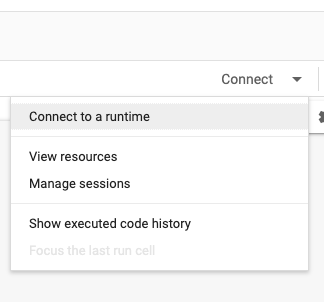 Connect
Connect to a runtime
View resources
Manage sessions
Show executed code history
Focus the last run cell